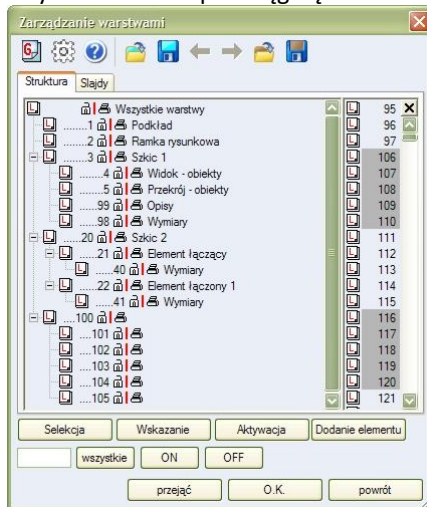 Zarządzanie warstwami
Struktura Slajdy
Wszystkie warstwy
........1 Podkład
........2 Ramka rysunkowa
........3 Szkic 1
......4 Widok - obiekty
......5 Przekrój - obiekty
......99 Opisy
......98 Wymiary
......20 Szkic 2
......21 Element łączący
......40 Wymiary
......22 Element łączony 1
......41 Wymiary
....100
....101
....102
....103
....104
....105
95
96
97
106
107
108
109
110
111
112
113
114
115
116
117
118
119
120
121
Selekcja Wskazanie Aktywacja Dodanie elementu
wszystkie ON OFF
przejąć O.K. powrót